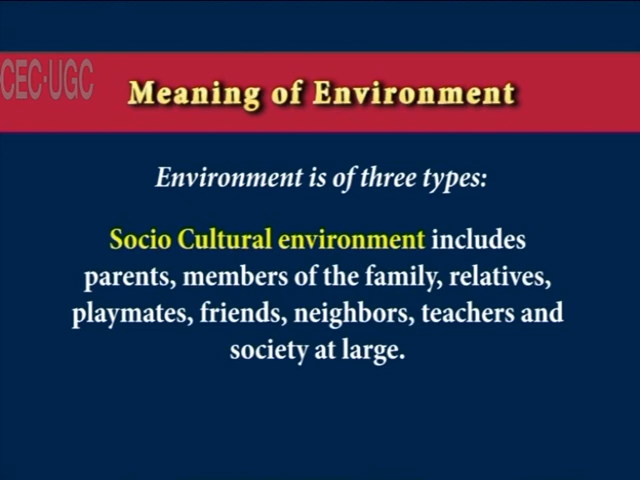 CEC-UGC
Meaning of Environment
Environment is of three types:
Socio Cultural environment includes
parents, members of the family, relatives,
playmates, friends, neighbors, teachers and
society at large.